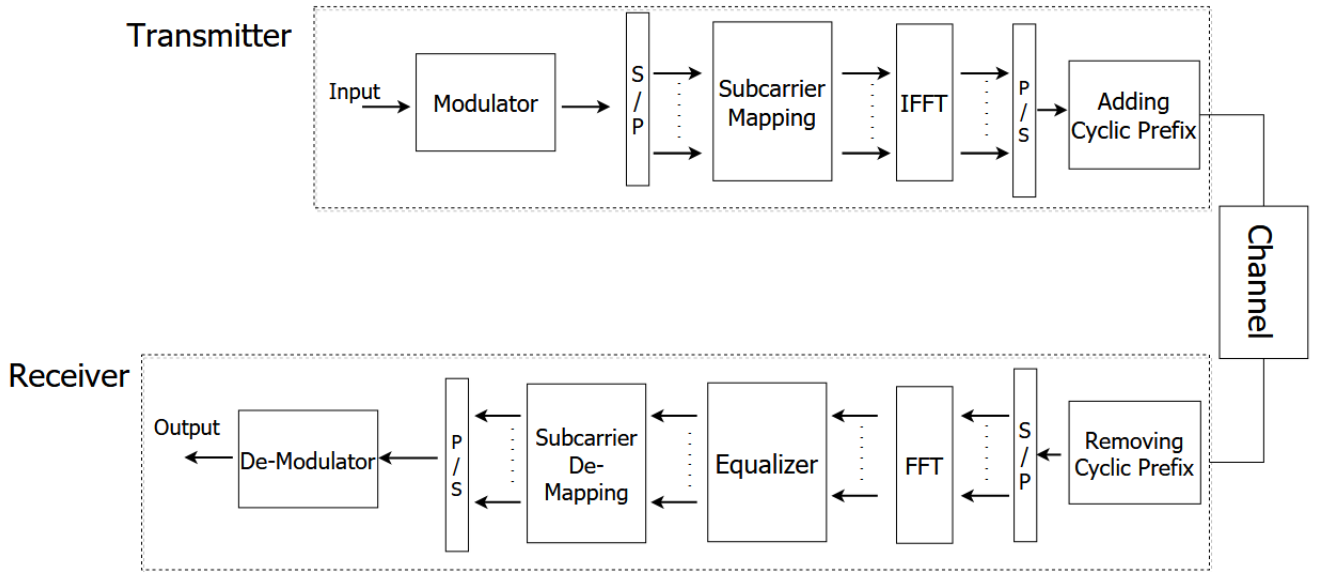 Transmitter
Input
Modulator
S
/
P
Subcarrier
Mapping
IFFT
P
/
S
Adding
Cyclic Prefix
Channel
Receiver
Output
De-Modulator
P
/
S
Subcarrier
De-
Mapping
Equalizer
FFT
S
/
P
Removing
Cyclic Prefix